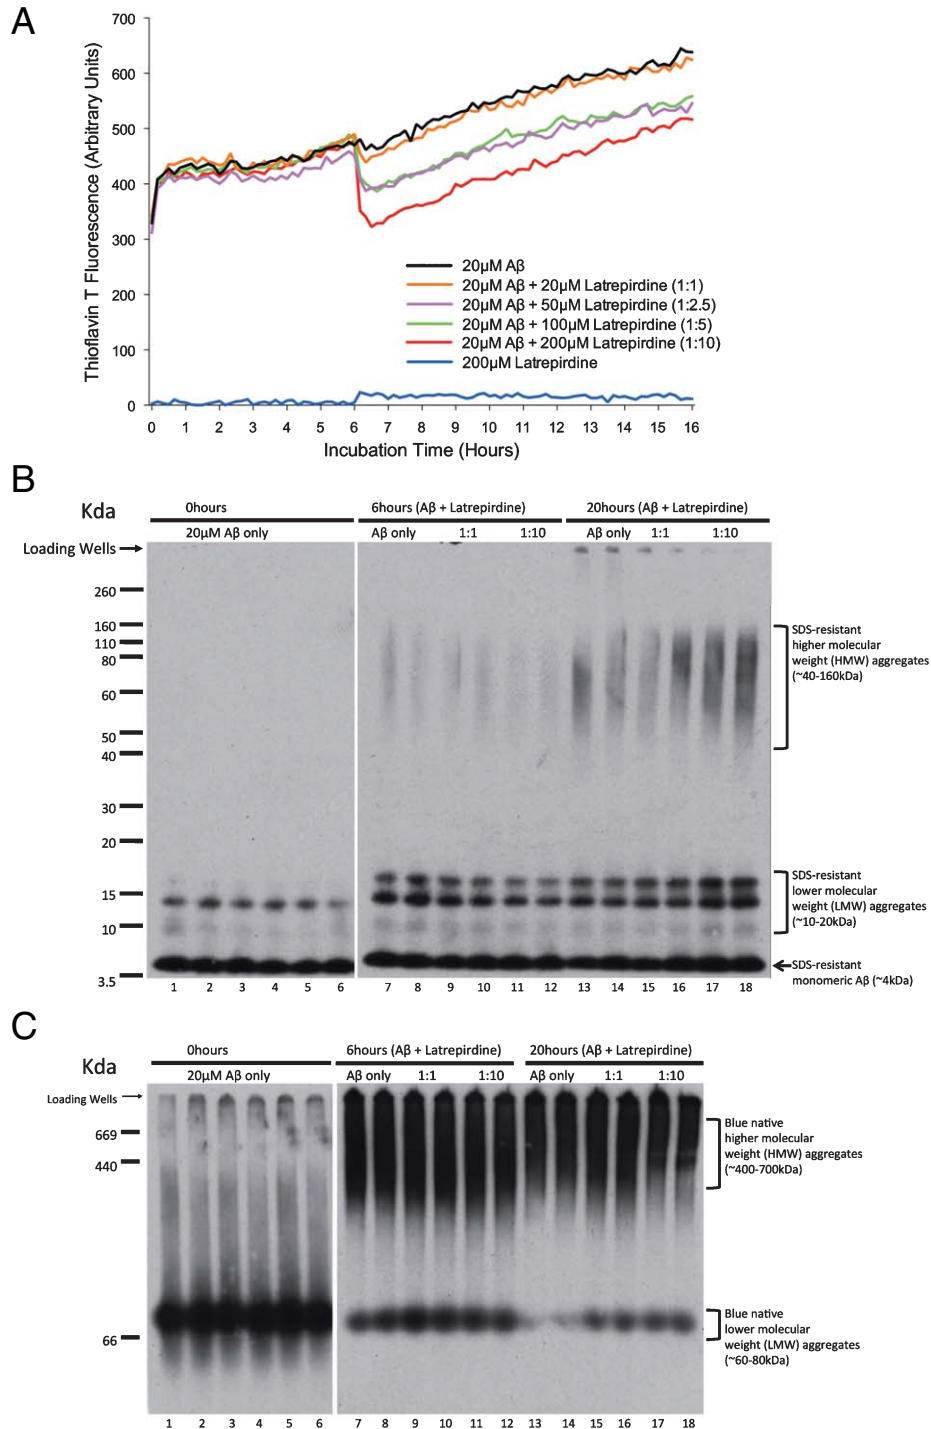 A
700
600
500
400
300
200
100
0
Thioflavin T Fluorescence (Arbitrary Units)
20µM Aβ
20µM Aβ + 20µM Latrepirdine (1:1)
20µM Aβ + 50µM Latrepirdine (1:2.5)
20µM Aβ + 100µM Latrepirdine (1:5)
20µM Aβ + 200µM Latrepirdine (1:10)
200µM Latrepirdine
0 1 2 3 4 5 6 7 8 9 10 11 12 13 14 15 16
Incubation Time (Hours)
B
Kda
0hours 6hours (Aβ + Latrepirdine) 20hours (Aβ + Latrepirdine)
20µM Aβ only Aβ only 1:1 1:10 Aβ only 1:1 1:10
Loading Wells
260
160
110
80
60
50
40
30
20
15
10
3.5
SDS-resistant
higher molecular
weight (HMW) aggregates
(~40-160kDa)
SDS-resistant
lower molecular
weight (LMW) aggregates
(~10-20kDa)
SDS-resistant
monomeric Aβ (~4kDa)
1 2 3 4 5 6 7 8 9 10 11 12 13 14 15 16 17 18
C
Kda
0hours 6hours (Aβ + Latrepirdine) 20hours (Aβ + Latrepirdine)
20µM Aβ only Aβ only 1:1 1:10 Aβ only 1:1 1:10
Loading Wells
669
440
66
Blue native
higher molecular
weight (HMW) aggregates
(~400-700kDa)
Blue native
lower molecular
weight (LMW) aggregates
(~60-80kDa)
1 2 3 4 5 6 7 8 9 10 11 12 13 14 15 16 17 18